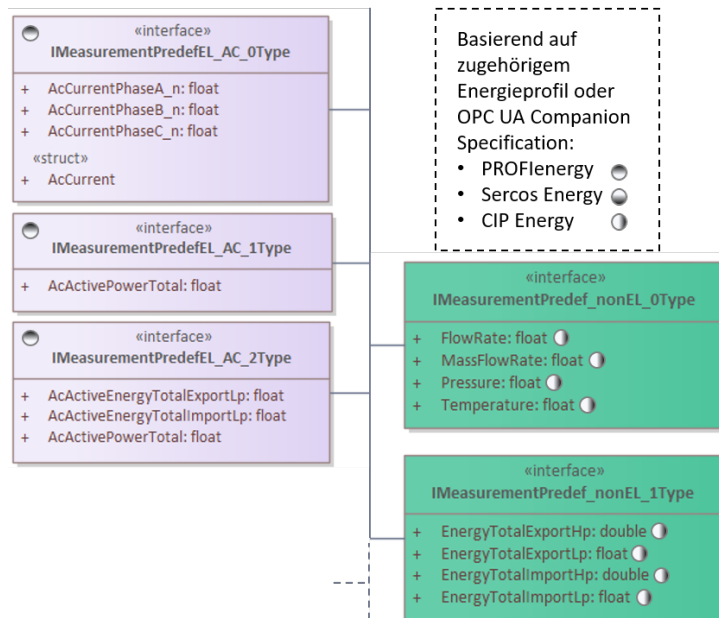 «interface»
IMeasurementPredefEL_AC_0Type
+ AcCurrentPhaseA_n: float
+ AcCurrentPhaseB_n: float
+ AcCurrentPhaseC_n: float
«struct»
+ AcCurrent
«interface»
IMeasurementPredefEL_AC_1Type
+ AcActivePowerTotal: float
«interface»
IMeasurementPredefEL_AC_2Type
+ AcActiveEnergyTotalExportLp: float
+ AcActiveEnergyTotalImportLp: float
+ AcActivePowerTotal: float
Basierend auf
zugehörigem
Energieprofil oder
OPC UA Companion
Specification:
• PROFIenergy
• Sercos Energy
• CIP Energy
«interface»
IMeasurementPredef_nonEL_0Type
+ FlowRate: float
+ MassFlowRate: float
+ Pressure: float
+ Temperature: float
«interface»
IMeasurementPredef_nonEL_1Type
+ EnergyTotalExportHp: double
+ EnergyTotalExportLp: float
+ EnergyTotalImportHp: double
+ EnergyTotalImportLp: float